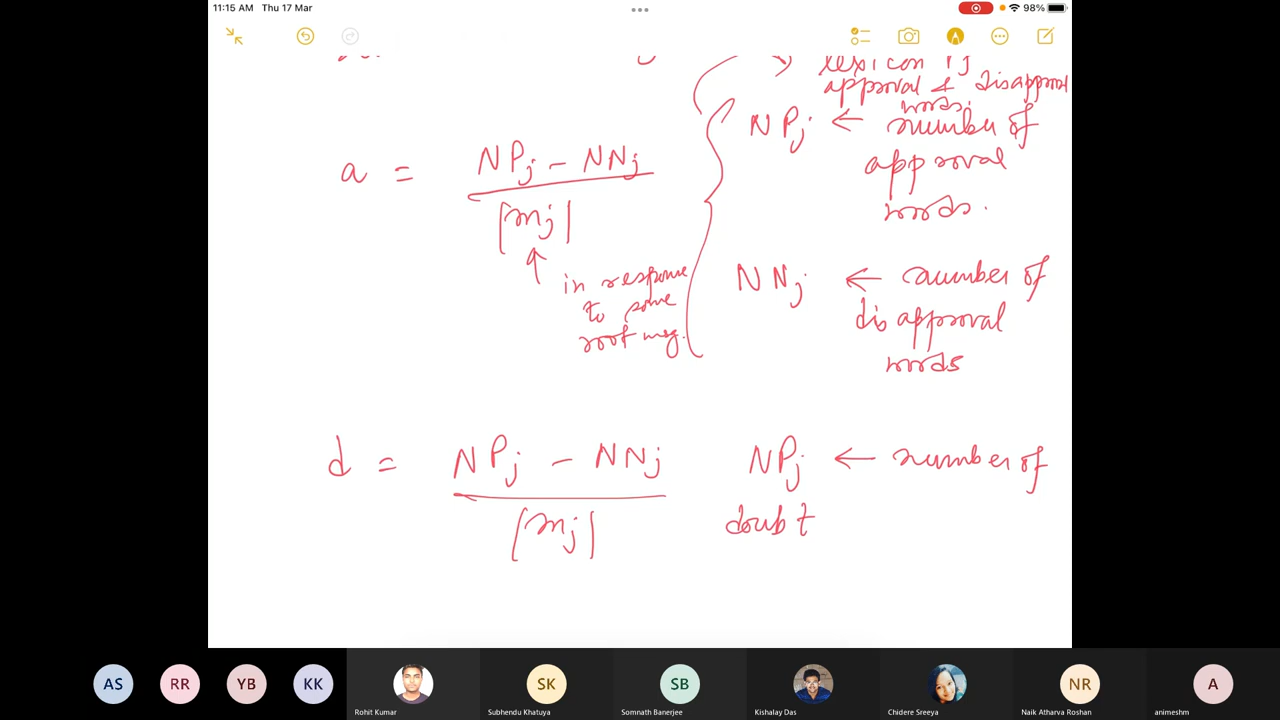 11:15 AM Thu 17 Mar
98%
lexicon of
approval & disapproval
words.
NPj ← number of
approval
words.
a = NPj - NNj
|mj|
in response
to some
root msg.
NNj ← number of
disapproval
words
d = NPj - NNj
|mj|
NPj ← number of
doubt
AS RR YB KK SK SB NR A
Rohit Kumar Subhendu Khatuya Somnath Banerjee Kishalay Das Chidere Sreeya Naik Atharva Roshan animeshm